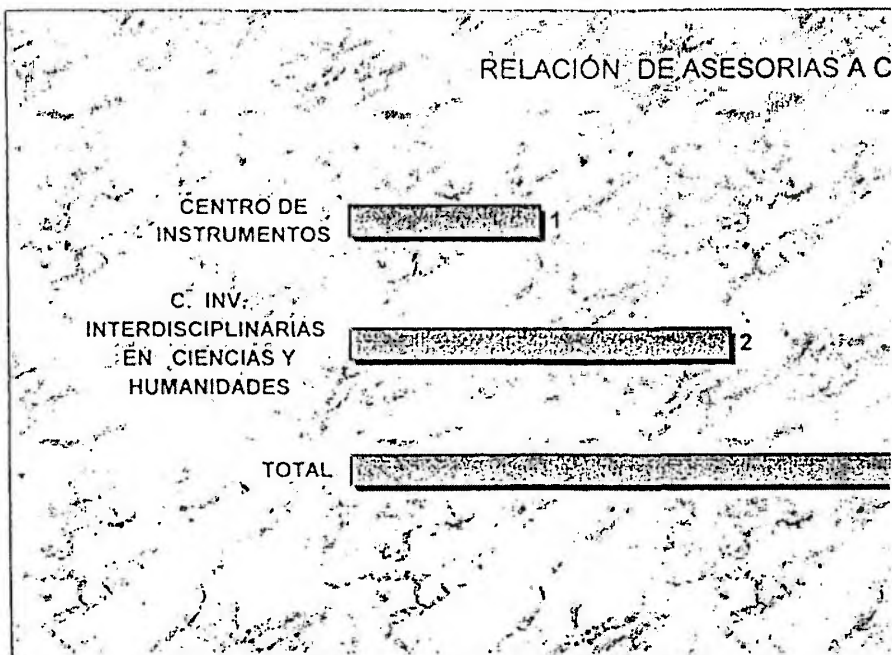 RELACIÓN DE ASESORIAS A C
CENTRO DE
INSTRUMENTOS
1
C. INV.
INTERDISCIPLINARIAS
EN CIENCIAS Y
HUMANIDADES
2
TOTAL